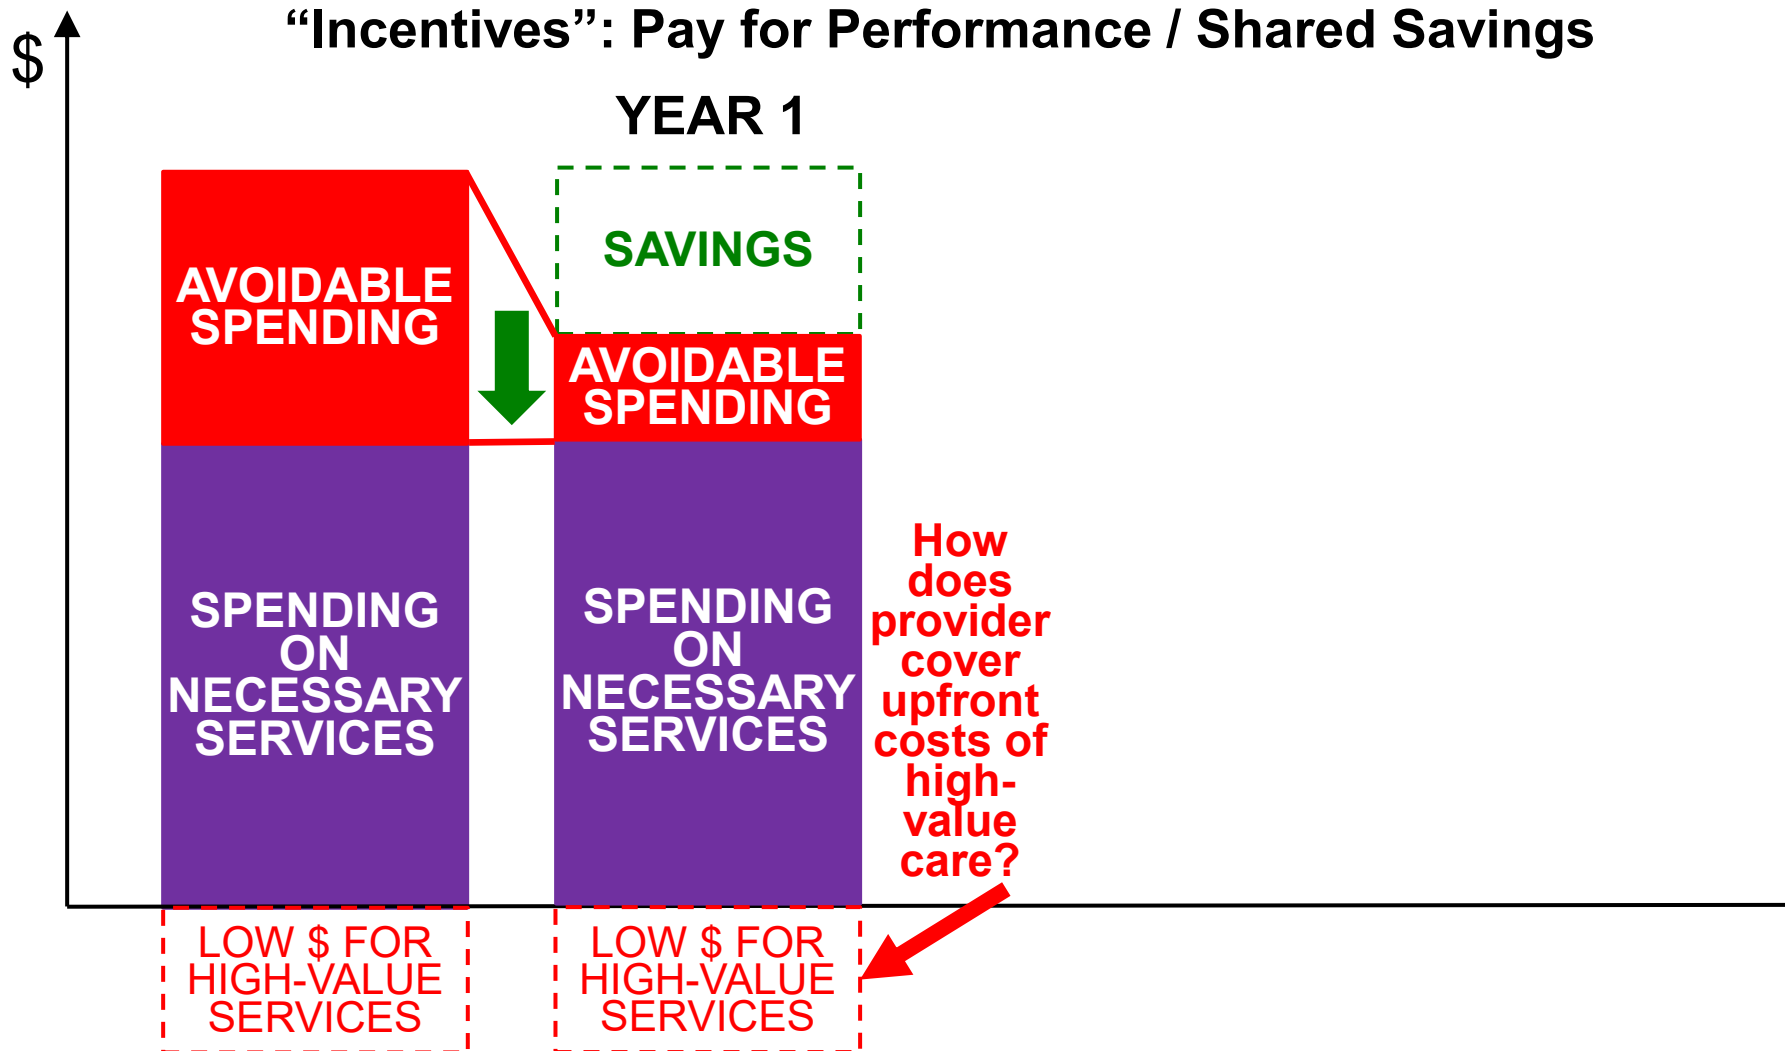 “Incentives”: Pay for Performance / Shared Savings
$
YEAR 1
AVOIDABLE
SPENDING
SPENDING
ON
NECESSARY
SERVICES
LOW $ FOR
HIGH-VALUE
SERVICES
SAVINGS
AVOIDABLE
SPENDING
SPENDING
ON
NECESSARY
SERVICES
LOW $ FOR
HIGH-VALUE
SERVICES
How
does
provider
cover
upfront
costs of
high-
value
care?